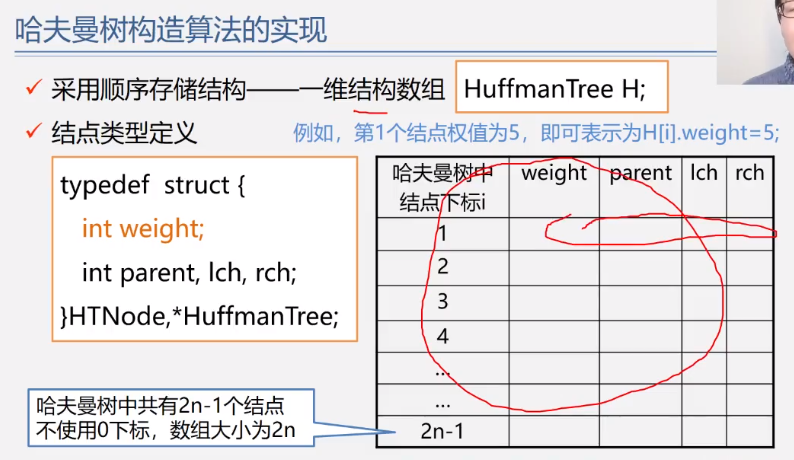 哈夫曼树构造算法的实现
✓ 采用顺序存储结构——一维结构数组 HuffmanTree H;
✓ 结点类型定义
例如，第1个结点权值为5，即可表示为H[i].weight=5;
typedef struct {
int weight;
int parent, lch, rch;
}HTNode,*HuffmanTree;
哈夫曼树中 weight parent lch rch
结点下标i
1
2
3
4
...
...
2n-1
哈夫曼树中共有2n-1个结点
不使用0下标，数组大小为2n